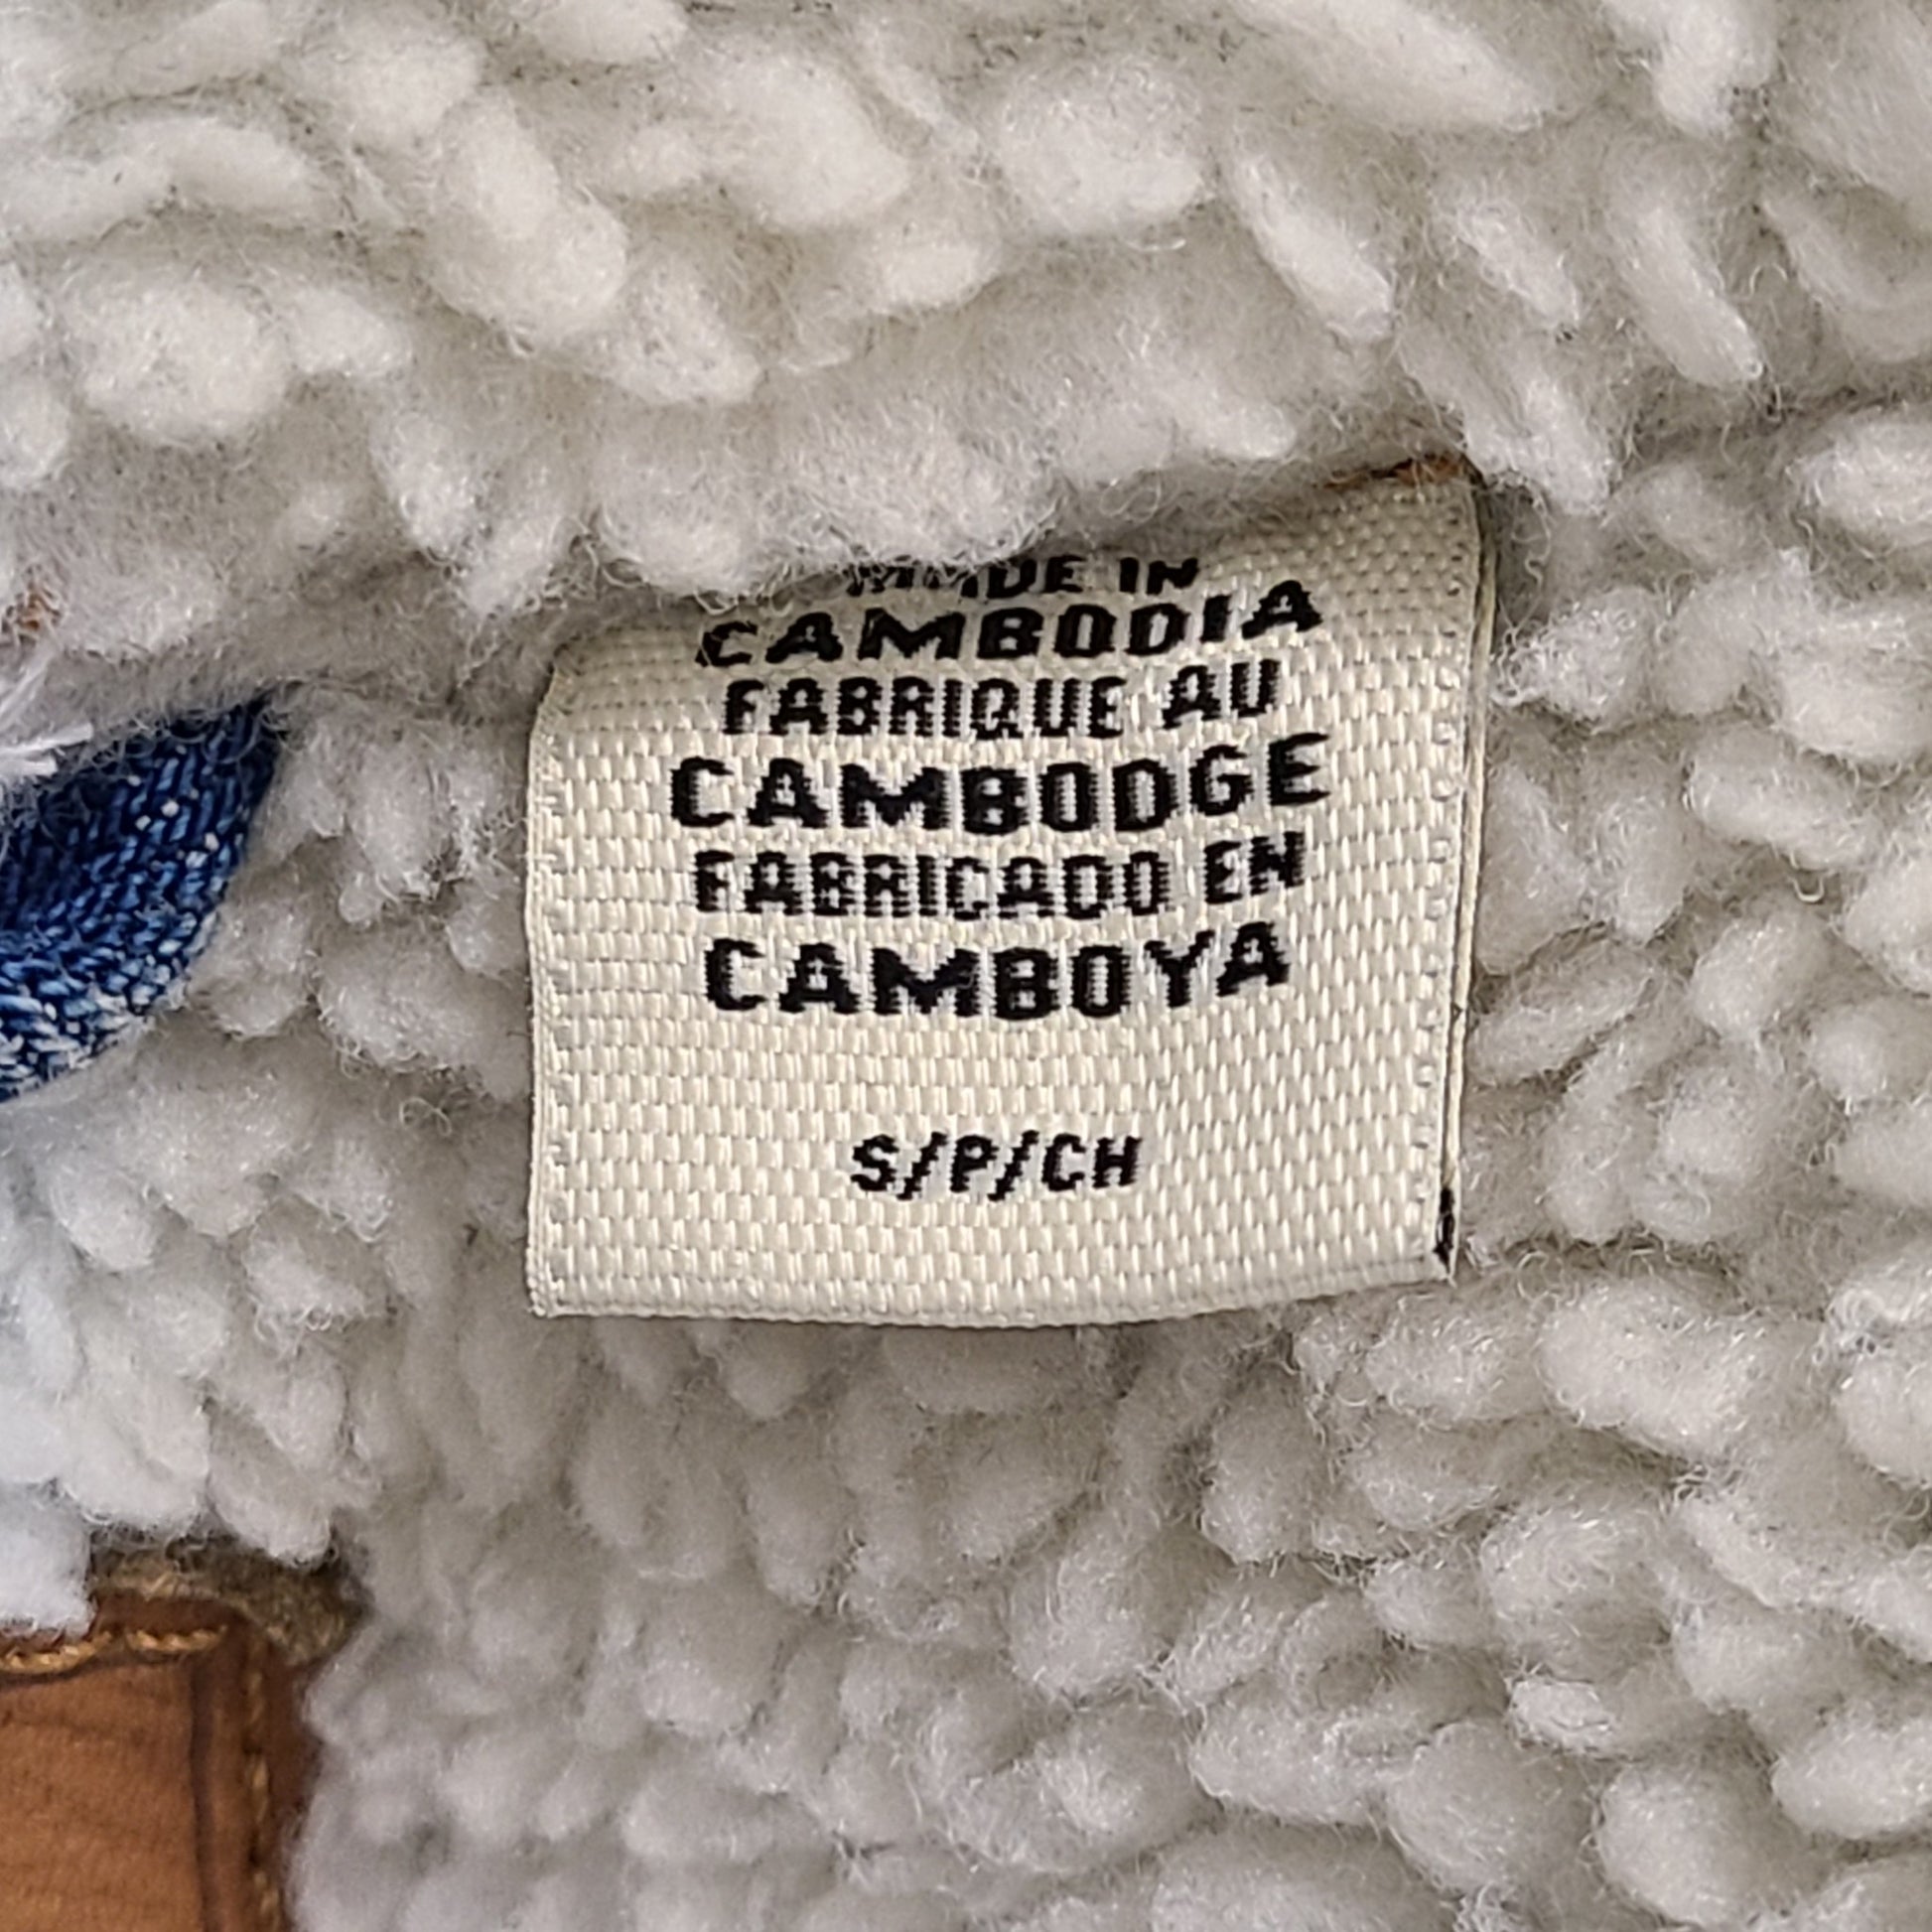 MADE IN
CAMBODIA
FABRIQUE AU
CAMBODGE
FABRICADO EN
CAMBOYA
S/P/CH